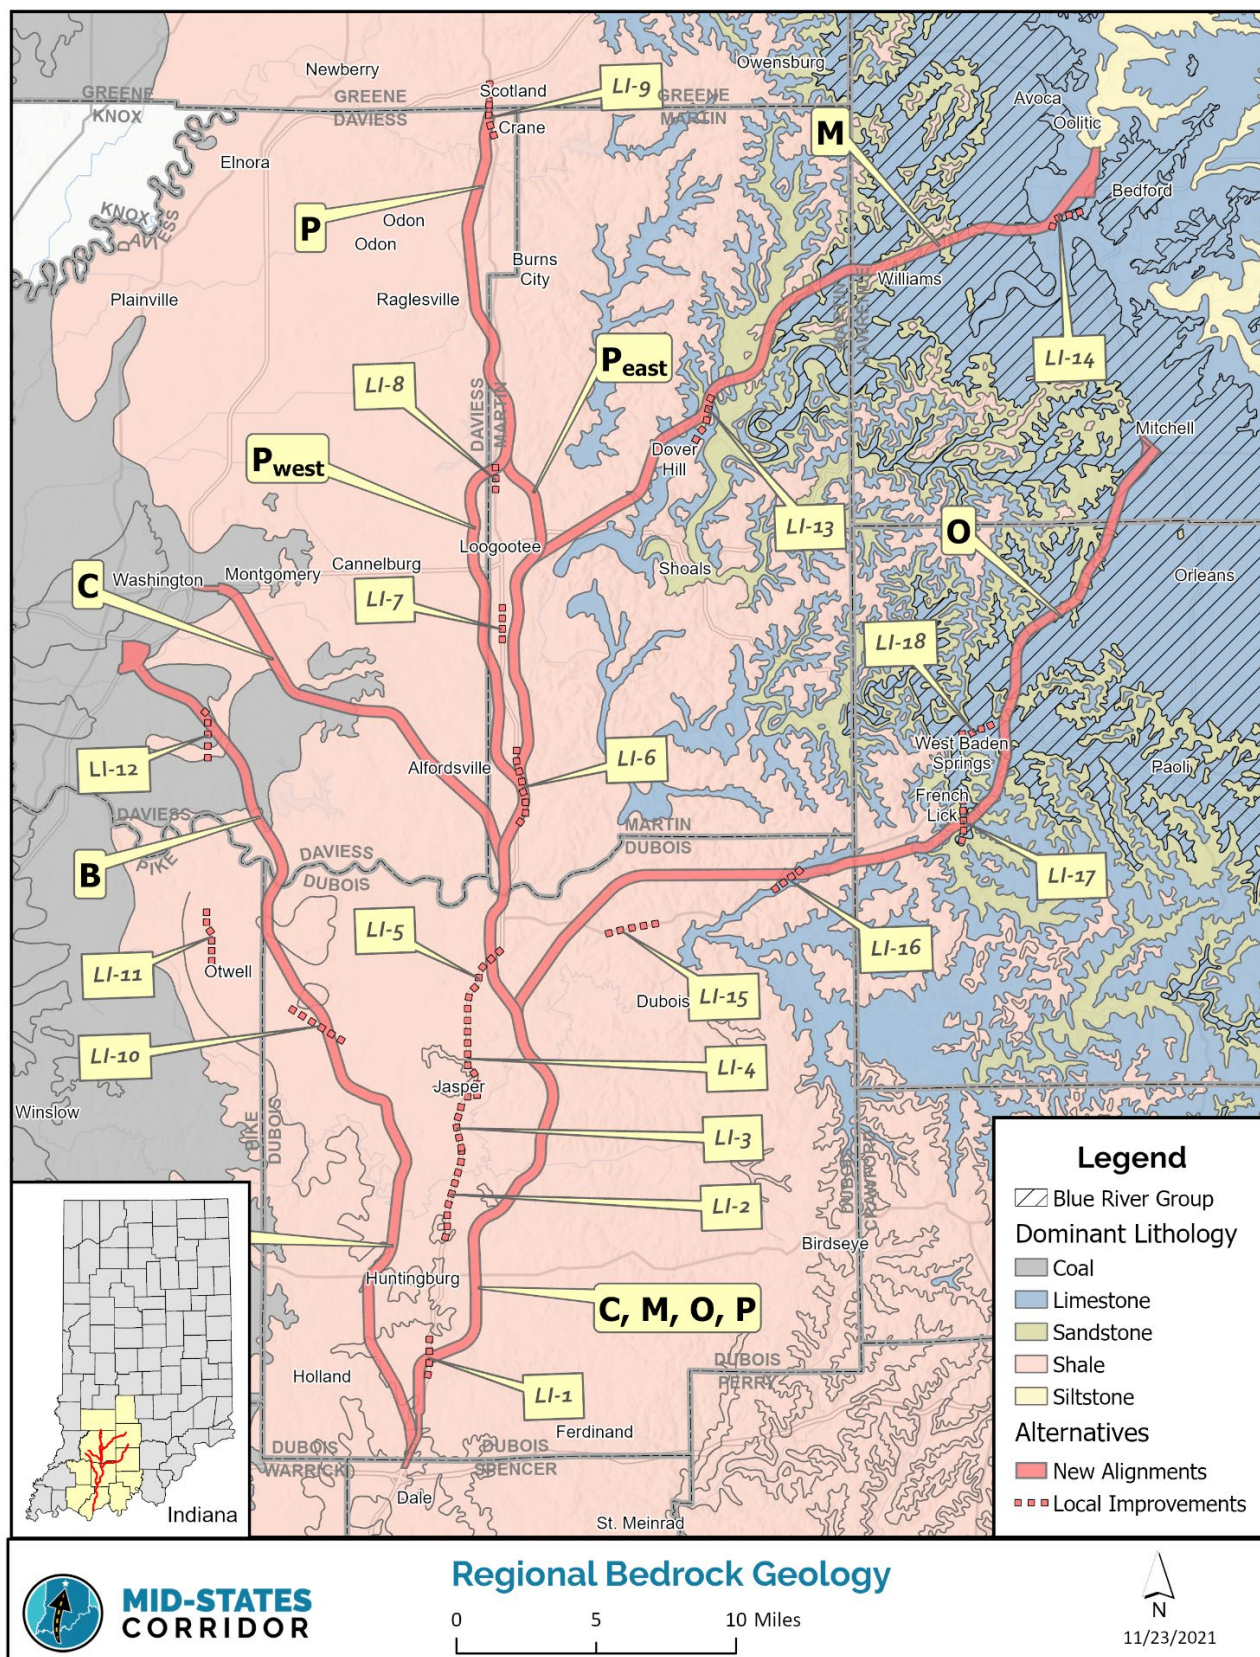 Newberry
Owensburg
Scotland
LI-9
GREENE
KNOX
GREENE
DAVIESS
GREENE
MARTIN
Avoca
Oolitic
Crane
M
Elnora
Bedford
KNOX
DAVIESS
P
Odon
Odon
Burns
City
Williams
Plainville
Raglesville
MARTIN
LAWRENCE
LI-14
Peast
LI-8
DAVIESS
MARTIN
Mitchell
Pwest
Dover
Hill
LI-13
O
Loogootee
Cannelburg
Shoals
Washington
Montgomery
C
Orleans
LI-7
LI-18
West Baden
Springs
LI-6
Alfordsville
LI-12
Paoli
French
Lick
DAVIESS
PIKE
MARTIN
DUBOIS
DAVIESS
DUBOIS
B
LI-17
LI-5
LI-16
LI-11
Otwell
Dubois
LI-15
LI-10
LI-4
Jasper
Winslow
PIKE
DUBOIS
LI-3
DUBOIS
CRAWFORD
LI-2
Birdseye
Huntingburg
C, M, O, P
Holland
DUBOIS
PERRY
LI-1
Ferdinand
DUBOIS
WARRICK
DUBOIS
SPENCER
Dale
St. Meinrad
Indiana
Legend
Blue River Group
Dominant Lithology
Coal
Limestone
Sandstone
Shale
Siltstone
Alternatives
New Alignments
Local Improvements
MID-STATES
CORRIDOR
Regional Bedrock Geology
0 5 10 Miles
N
11/23/2021